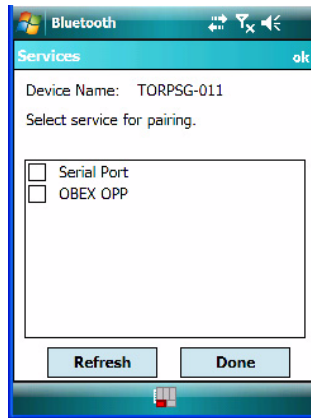 Bluetooth
Services ok
Device Name: TORPSG-011
Select service for pairing.
Serial Port
OBEX OPP
Refresh Done